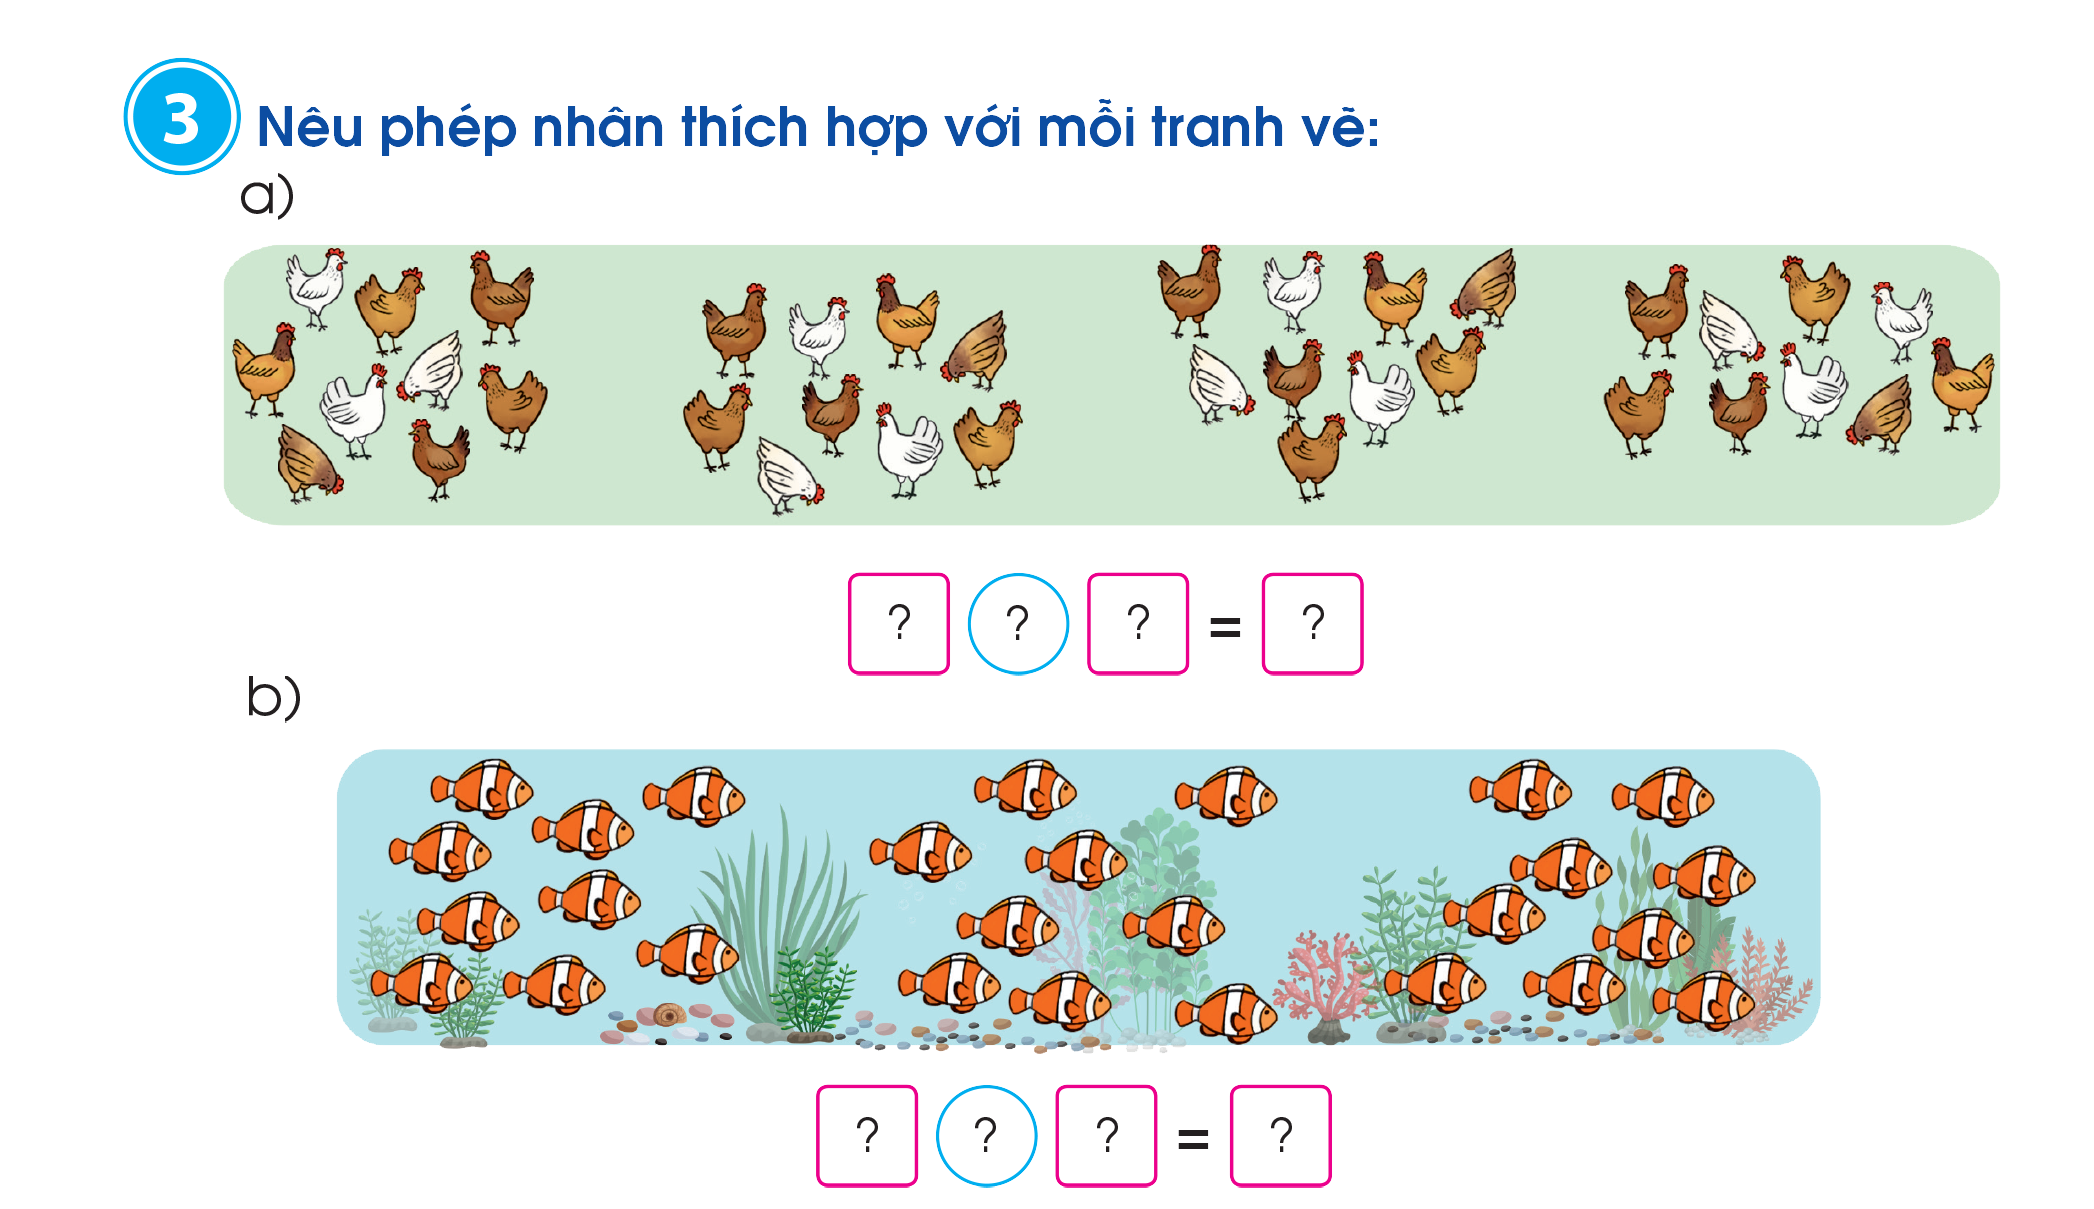 3 Nêu phép nhân thích hợp với mỗi tranh vẽ:
a)
? ? ? = ?
b)
? ? ? = ?